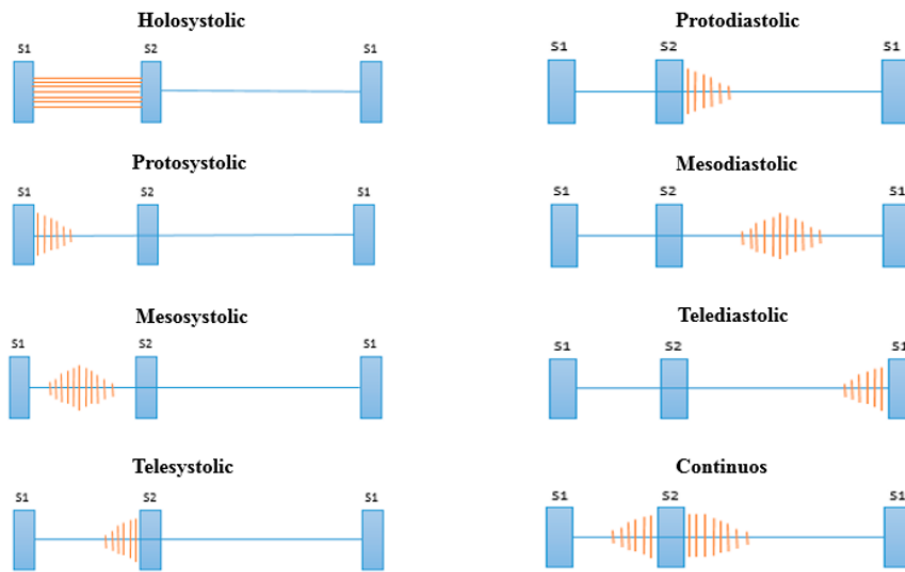 Holosystolic
S1 S2 S1
Protosystolic
S1 S2 S1
Mesosystolic
S1 S2 S1
Telesystolic
S1 S2 S1
Protodiastolic
S1 S2 S1
Mesodiastolic
S1 S2 S1
Telediastolic
S1 S2 S1
Continuos
S1 S2 S1